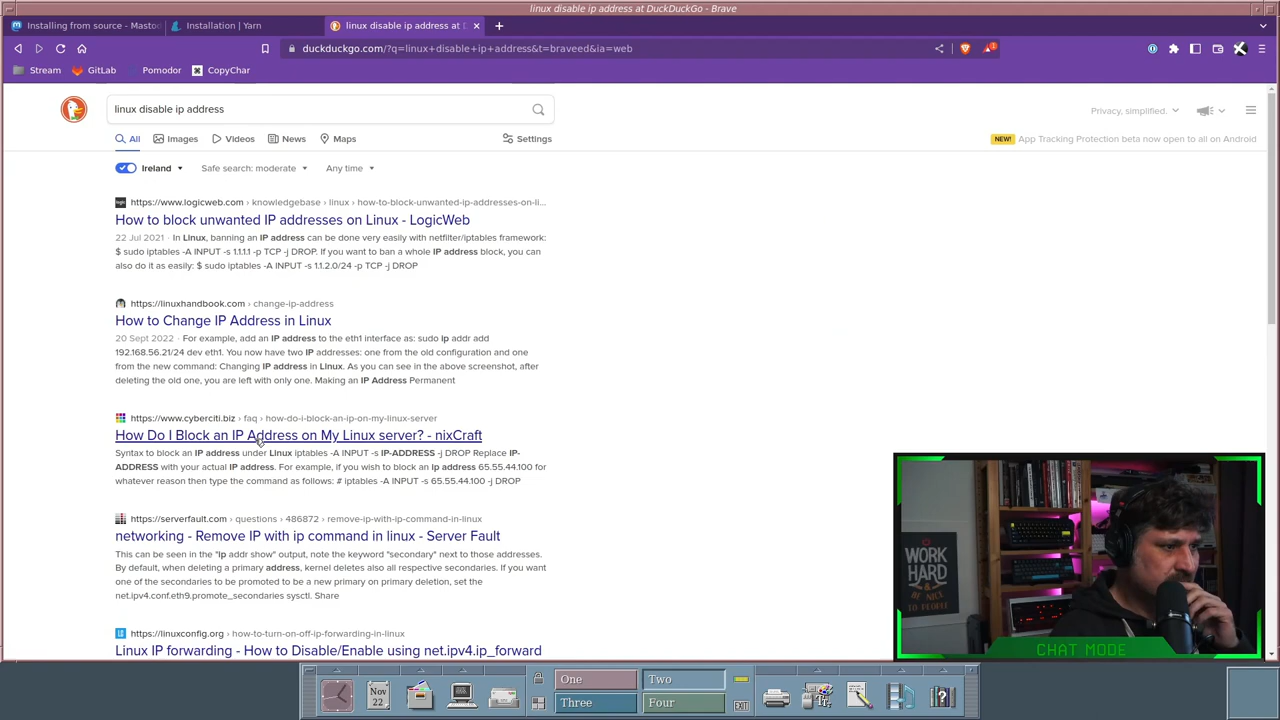 linux disable ip address at DuckDuckGo - Brave
Installing from source - Mastod
Installation | Yarn
linux disable ip address at D
duckduckgo.com/?q=linux+disable+ip+address&t=braveed&ia=web
Stream
GitLab
Pomodor
CopyChar
linux disable ip address
Privacy, simplified.
All
Images
Videos
News
Maps
Settings
NEW! App Tracking Protection beta now open to all on Android
Ireland
Safe search: moderate
Any time
https://www.logicweb.com › knowledgebase › linux › how-to-block-unwanted-ip-addresses-on-li...
How to block unwanted IP addresses on Linux - LogicWeb
22 Jul 2021 · In Linux, banning an IP address can be done very easily with netfilter/iptables framework:
$ sudo iptables -A INPUT -s 1.1.1.1 -p TCP -j DROP. If you want to ban a whole IP address block, you can
also do it as easily: $ sudo iptables -A INPUT -s 1.1.2.0/24 -p TCP -j DROP
https://linuxhandbook.com › change-ip-address
How to Change IP Address in Linux
20 Sept 2022 · For example, add an IP address to the eth1 interface as: sudo ip addr add
192.168.56.21/24 dev eth1. You now have two IP addresses: one from the old configuration and one
from the new command: Changing IP address in Linux. As you can see in the above screenshot, after
deleting the old one, you are left with only one. Making an IP Address Permanent
https://www.cyberciti.biz › faq › how-do-i-block-an-ip-on-my-linux-server
How Do I Block an IP Address on My Linux server? - nixCraft
Syntax to block an IP address under Linux iptables -A INPUT -s IP-ADDRESS -j DROP Replace IP-
ADDRESS with your actual IP address. For example, if you wish to block an ip address 65.55.44.100 for
whatever reason then type the command as follows: # iptables -A INPUT -s 65.55.44.100 -j DROP
https://serverfault.com › questions › 486872 › remove-ip-with-ip-command-in-linux
networking - Remove IP with ip command in linux - Server Fault
This can be seen in the "ip addr show" output, note the keyword "secondary" next to those addresses.
By default, when deleting a primary address, kernel deletes also all respective secondaries. If you want
one of the secondaries to be promoted to be a new primary on primary deletion, set the
net.ipv4.conf.eth9.promote_secondaries sysctl. Share
https://linuxconfig.org › how-to-turn-on-off-ip-forwarding-in-linux
Linux IP forwarding - How to Disable/Enable using net.ipv4.ip_forward
WORK
HARD
& BE NICE
TO PEOPLE
CHAT MODE
Nov
22
One
Two
Three
Four
EXIT